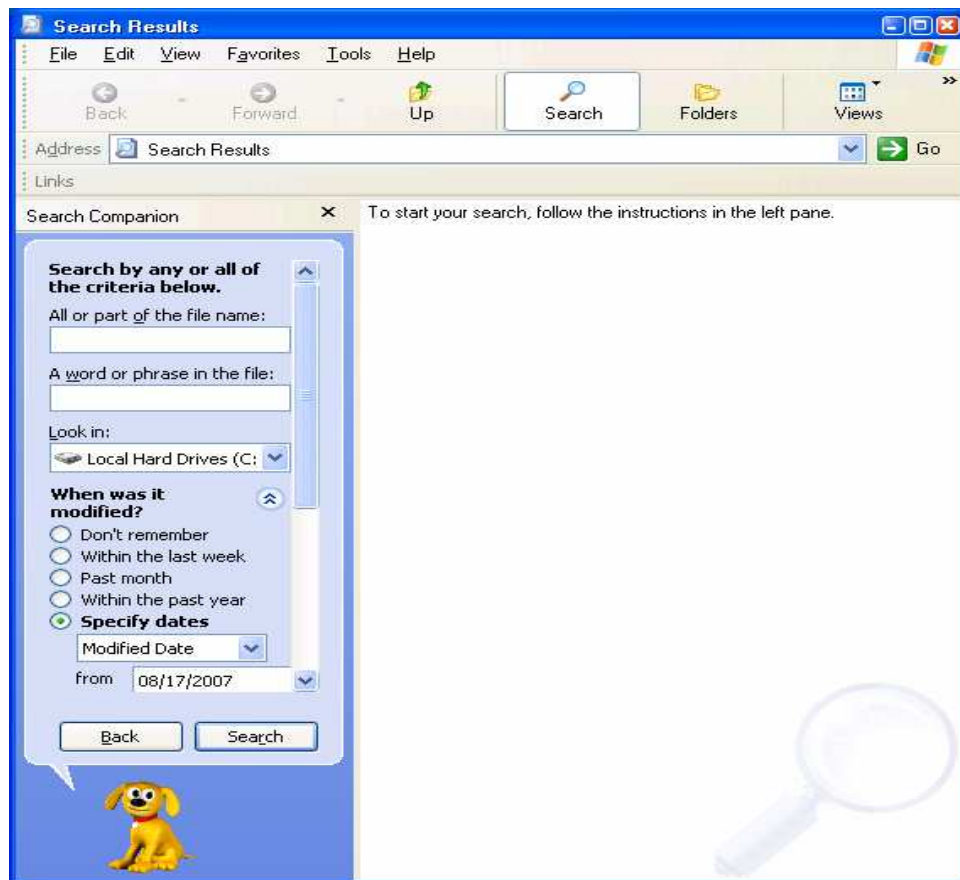 Search Results
File Edit View Favorites Tools Help
Back Forward Up Search Folders Views »
Address Search Results Go
Links
Search Companion
To start your search, follow the instructions in the left pane.
Search by any or all of
the criteria below.
All or part of the file name:
A word or phrase in the file:
Look in:
Local Hard Drives (C:
When was it
modified?
Don't remember
Within the last week
Past month
Within the past year
Specify dates
Modified Date
from 08/17/2007
Back Search